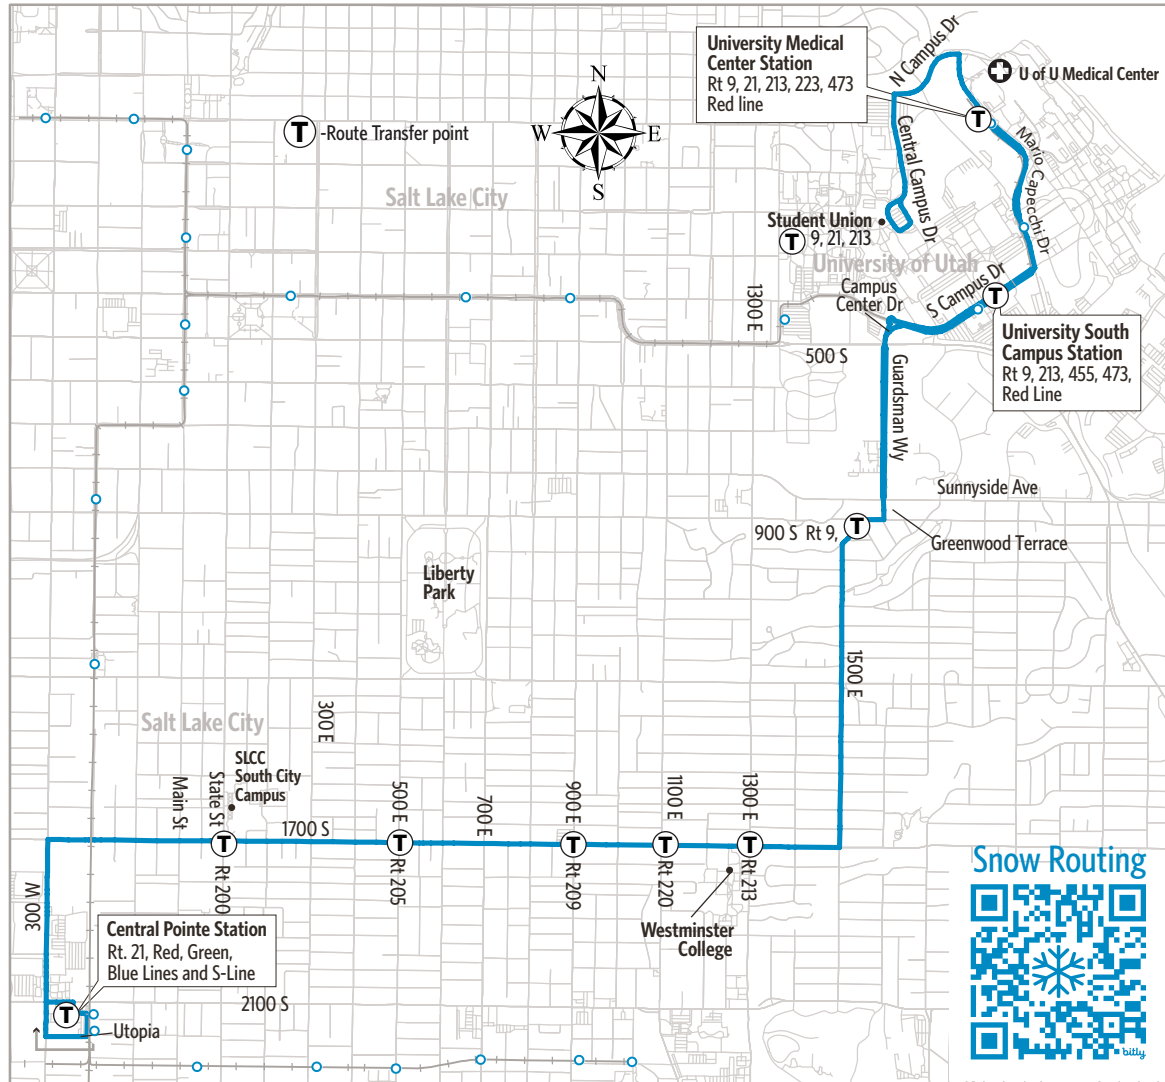 University Medical
Center Station
Rt 9, 21, 213, 223, 473
Red line
N Campus Dr
U of U Medical Center
N
W
E
S
T
-Route Transfer point
T
Mario Capecchi Dr
Central Campus Dr
Salt Lake City
Student Union
T
9, 21, 213
University of Utah
Campus
Center Dr
S Campus Dr
T
1300 E
500 S
University South
Campus Station
Rt 9, 213, 455, 473,
Red Line
Guardsman Wy
Sunnyside Ave
900 S Rt 9,
T
Greenwood Terrace
Liberty
Park
1500 E
Salt Lake City
300 E
SLCC
South City
Campus
Main St
State St
500 E
700 E
900 E
1100 E
1300 E
1700 S
T
T
T
T
T
Rt 200
Rt 205
Rt 209
Rt 220
Rt 213
Westminster
College
300 W
Central Pointe Station
Rt. 21, Red, Green,
Blue Lines and S-Line
2100 S
T
Utopia
Snow Routing
bitly